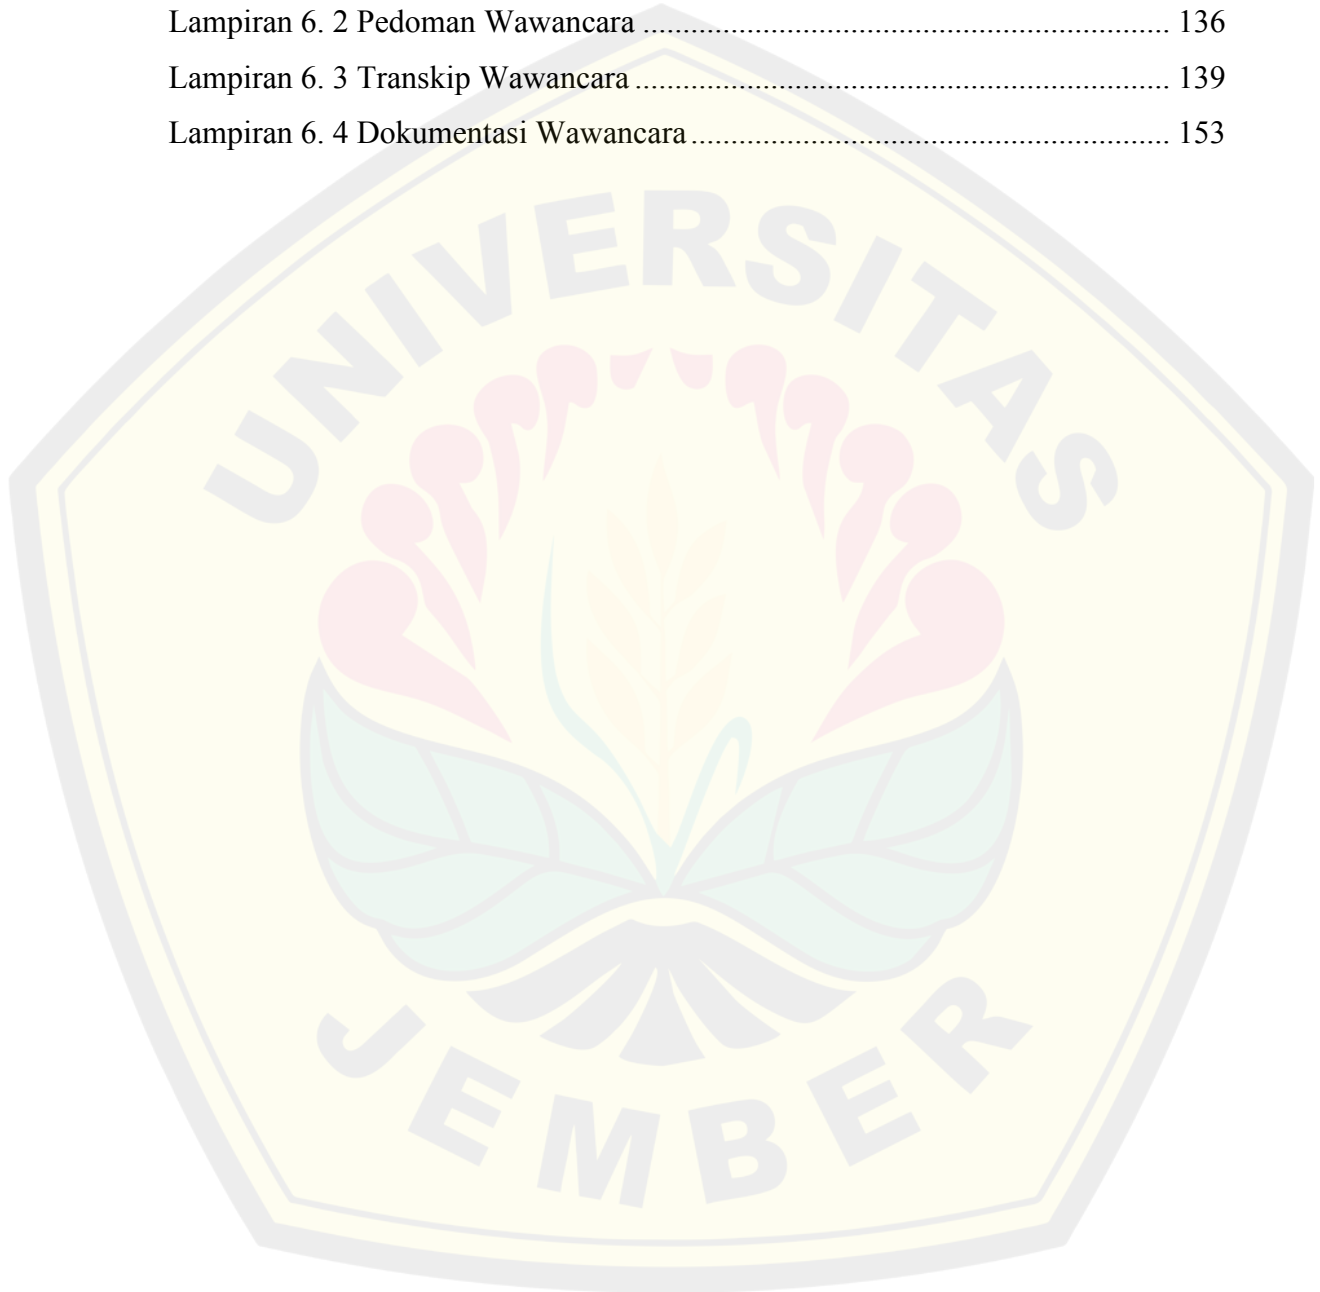 Lampiran 6. 2 Pedoman Wawancara ................................................................... 136
Lampiran 6. 3 Transkip Wawancara .................................................................... 139
Lampiran 6. 4 Dokumentasi Wawancara ............................................................. 153
UNIVERSITAS
JEMBER